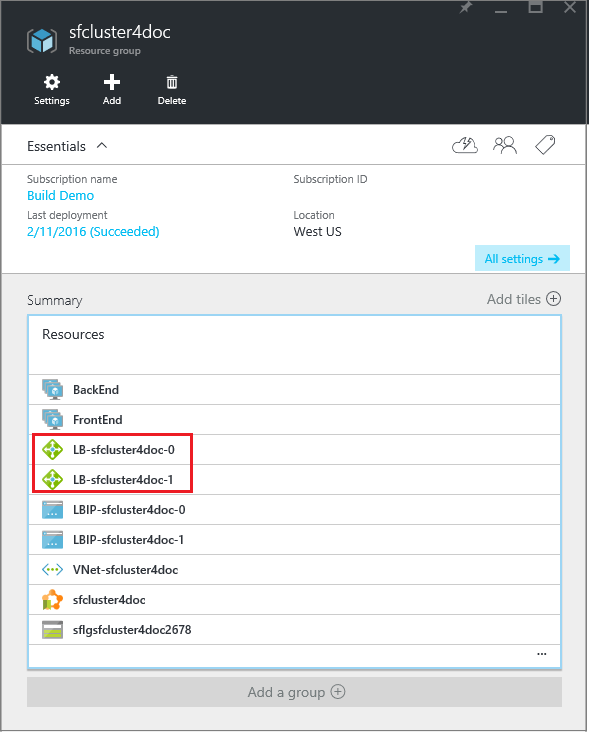 sfcluster4doc
Resource group
Settings Add Delete
Essentials
Subscription name Subscription ID
Build Demo
Last deployment Location
2/11/2016 (Succeeded) West US
All settings
Summary Add tiles
Resources
BackEnd
FrontEnd
LB-sfcluster4doc-0
LB-sfcluster4doc-1
LBIP-sfcluster4doc-0
LBIP-sfcluster4doc-1
VNet-sfcluster4doc
sfcluster4doc
sflgsfcluster4doc2678
...
Add a group